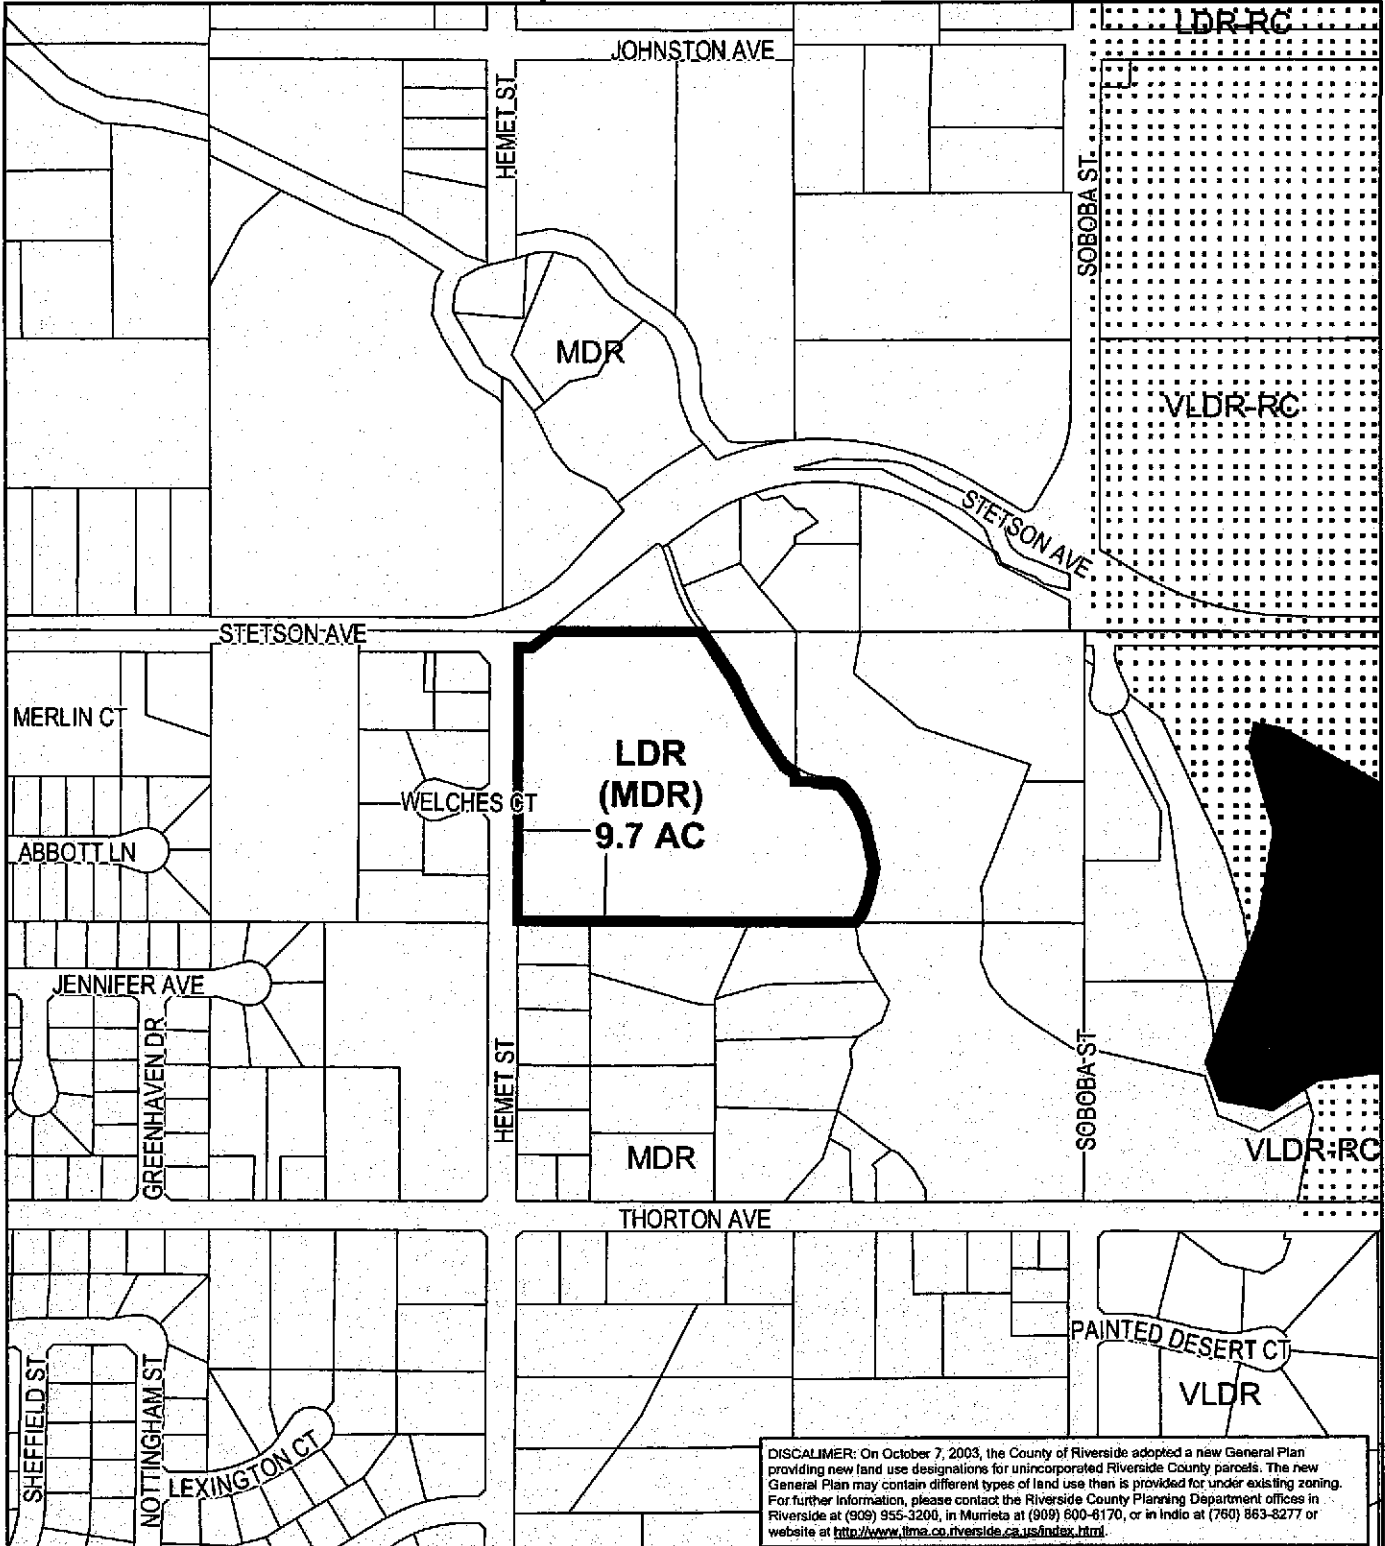 LDR-RC
JOHNSTON AVE
HEMET ST
SOBOBA ST
MDR
VLDR-RC
STETSON AVE
STETSON AVE
MERLIN CT
LDR
(MDR)
9.7 AC
WELCHES CT
ABBOTT LN
JENNIFER AVE
GREENHAVEN DR
HEMET ST
SOBOBA ST
MDR
VLDR-RC
THORTON AVE
PAINTED DESERT CT
VLDR
SHEFFIELD ST
NOTTINGHAM ST
LEXINGTON CT
DISCALIMER: On October 7, 2003, the County of Riverside adopted a new General Plan
providing new land use designations for unincorporated Riverside County parcels. The new
General Plan may contain different types of land use then is provided for under existing zoning.
For further information, please contact the Riverside County Planning Department offices in
Riverside at (909) 955-3200, in Murrieta at (909) 600-6170, or in Indio at (760) 863-8277 or
website at http://www.tlma.co.riverside.ca.us/index.html